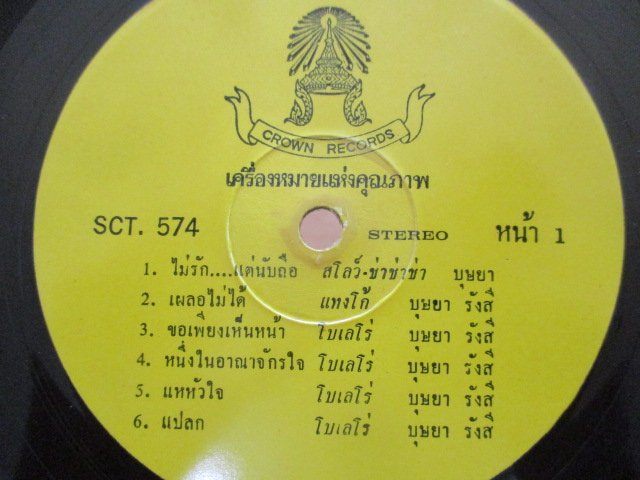 CROWN RECORDS
เครื่องหมายแห่งคุณภาพ
SCT. 574 STEREO หน้า 1
1. ไม่รัก....แต่นับถือ สโลว์-ช่าช่าช่า บุษยา
2. เผลอไม่ได้ แทงโก้ บุษยา รังสี
3. ขอเพียงเห็นหน้า โบเลโร่ บุษยา รังสี
4. หนึ่งในอาณาจักรใจ โบเลโร่ บุษยา รังสี
5. แหหัวใจ โบเลโร่ บุษยา รังสี
6. แปลก โบเลโร่ บุษยา รังสี